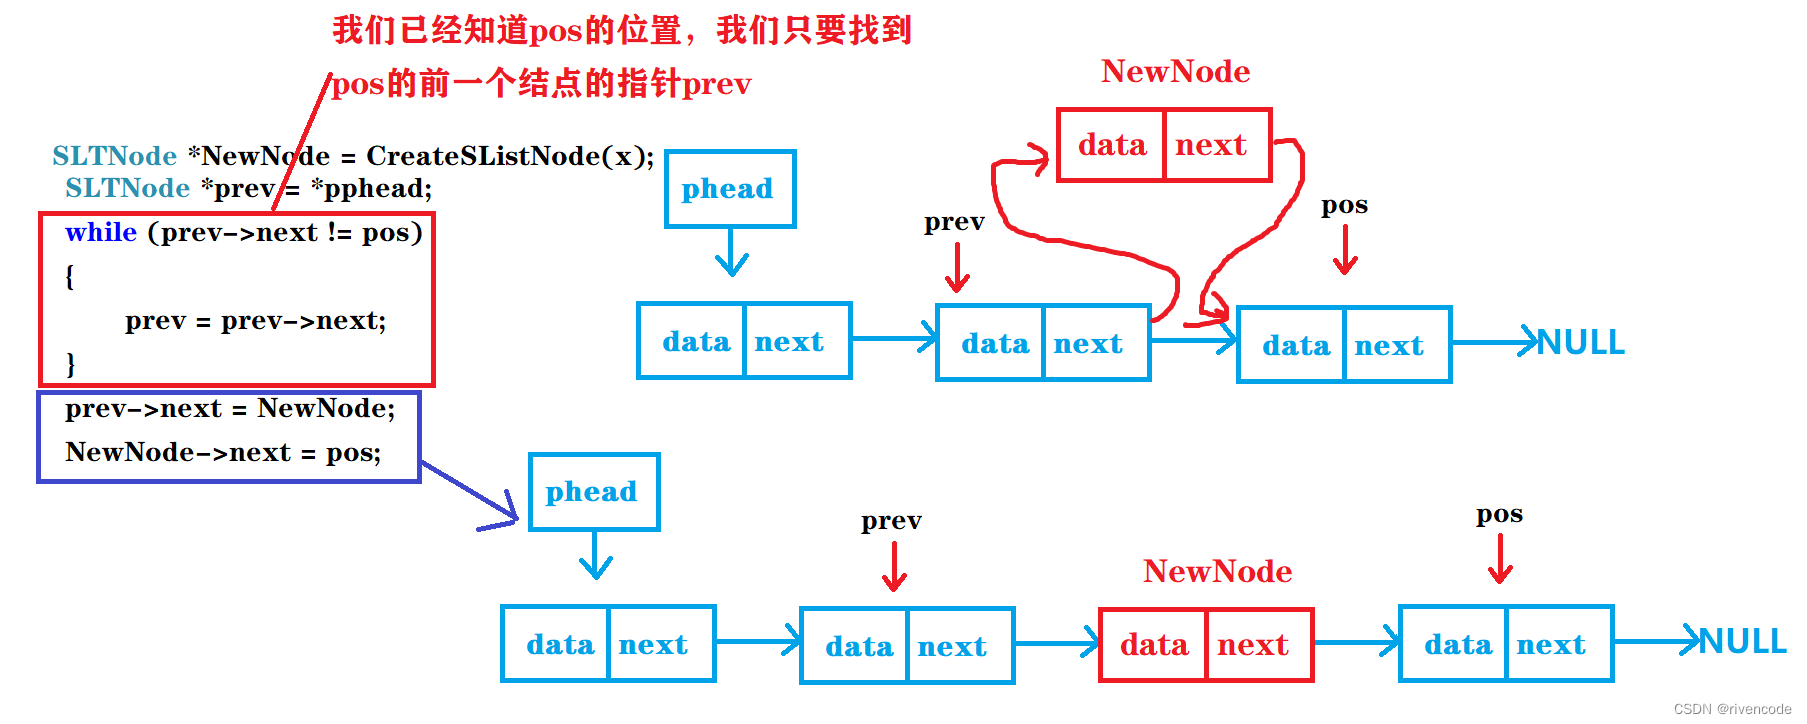 我们已经知道pos的位置，我们只要找到
pos的前一个结点的指针prev
SLTNode *NewNode = CreateSListNode(x);
SLTNode *prev = *pphead;
while (prev->next != pos)
{
prev = prev->next;
}
prev->next = NewNode;
NewNode->next = pos;
NewNode
data next
phead
prev
pos
data next
data next
data next
NULL
phead
prev
NewNode
pos
data next
data next
data next
data next
NULL
CSDN @rivencode